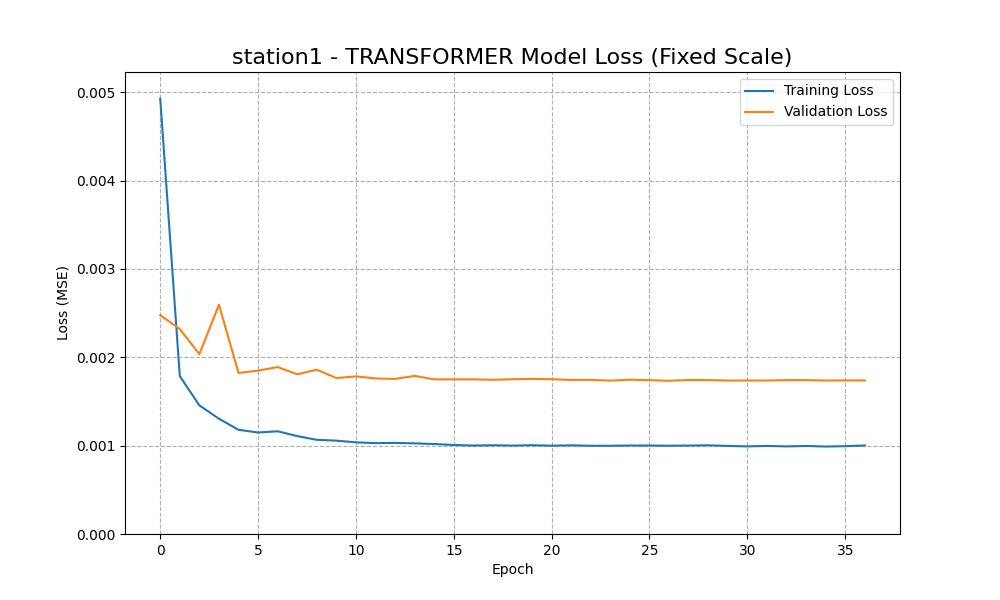 station1 - TRANSFORMER Model Loss (Fixed Scale)
Training Loss
Validation Loss
0.005
0.004
0.003
0.002
0.001
0.000
Loss (MSE)
0 5 10 15 20 25 30 35
Epoch